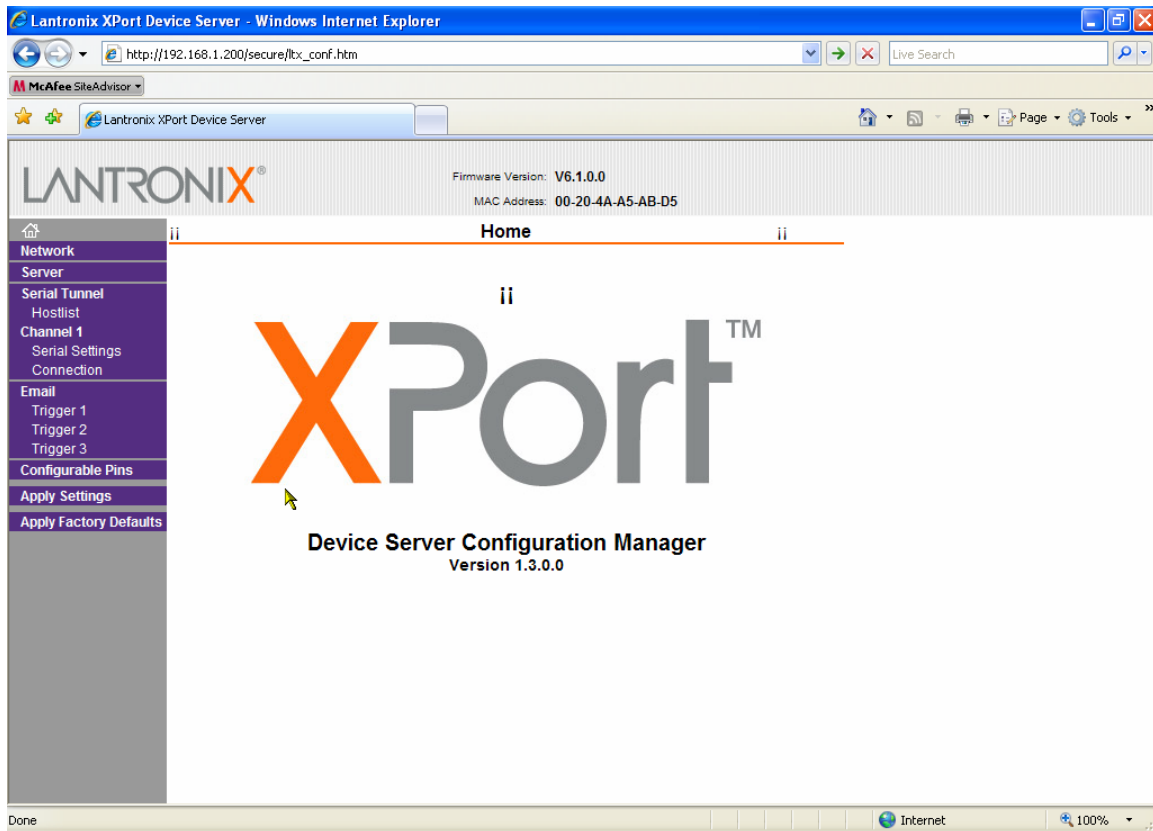 Lantronix XPort Device Server - Windows Internet Explorer
http://192.168.1.200/secure/ltx_conf.htm
Live Search
McAfee SiteAdvisor
Lantronix XPort Device Server
Page
Tools
LANTRONIX®
Firmware Version: V6.1.0.0
MAC Address: 00-20-4A-A5-AB-D5
¡¡ Home ¡¡
Network
Server
Serial Tunnel
Hostlist
Channel 1
Serial Settings
Connection
Email
Trigger 1
Trigger 2
Trigger 3
Configurable Pins
Apply Settings
Apply Factory Defaults
¡¡
XPort™
Device Server Configuration Manager
Version 1.3.0.0
Done
Internet
100%